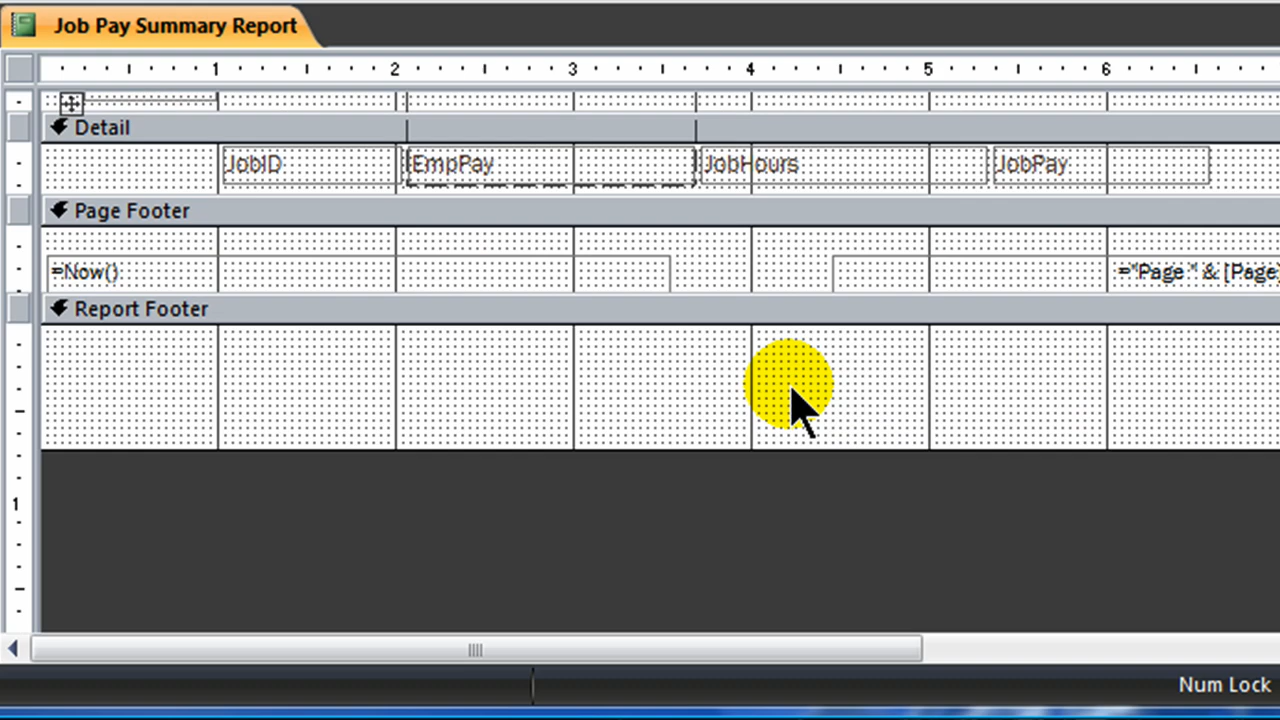 Job Pay Summary Report
1 2 3 4 5 6
Detail
JobID EmpPay JobHours JobPay
Page Footer
=Now() ="Page " & [Page]
Report Footer
1
Num Lock